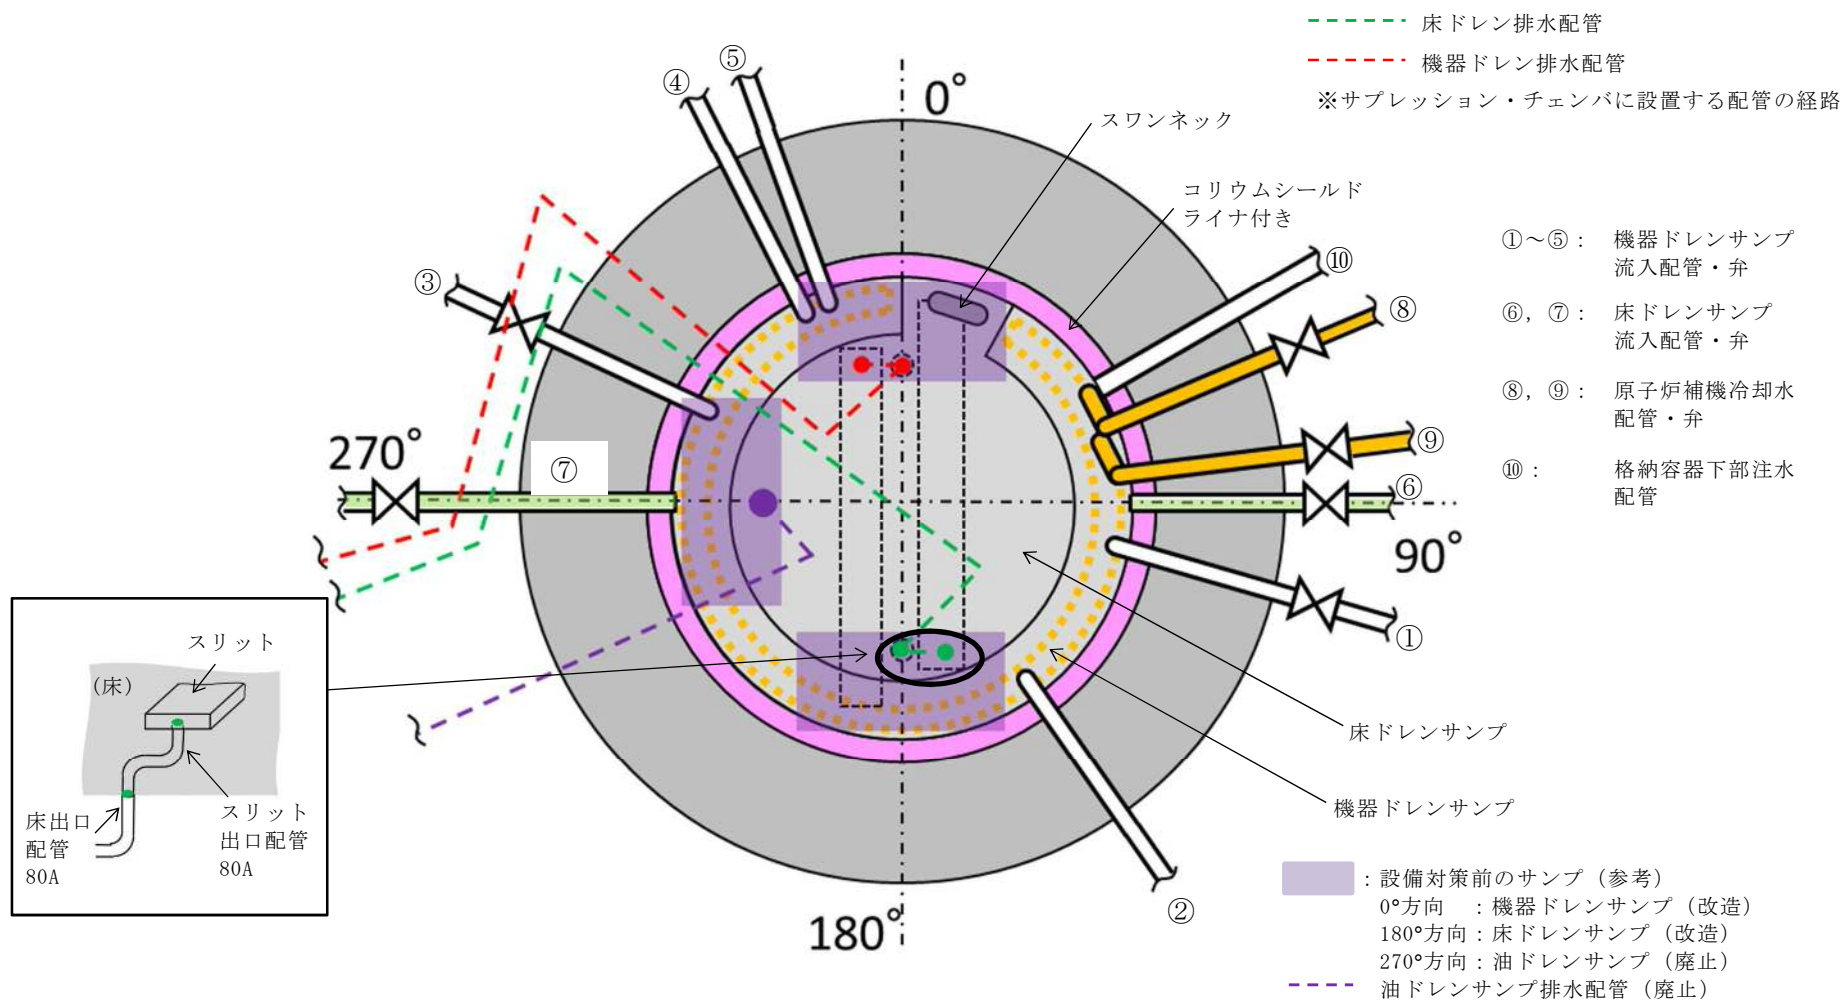 床ドレン排水配管
機器ドレン排水配管
※サプレッション・チェンバに設置する配管の経路
⑤
④
0°
スワンネック
コリウムシールド
ライナ付き
③
⑩
⑧
①～⑤： 機器ドレンサンプ
流入配管・弁
⑥，⑦： 床ドレンサンプ
流入配管・弁
⑧，⑨： 原子炉補機冷却水
配管・弁
⑩： 格納容器下部注水
配管
270°
⑦
⑨
⑥
90°
①
スリット
（床）
床出口
配管
80A
スリット
出口配管
80A
床ドレンサンプ
機器ドレンサンプ
②
180°
：設備対策前のサンプ（参考）
0°方向 ：機器ドレンサンプ（改造）
180°方向：床ドレンサンプ（改造）
270°方向：油ドレンサンプ（廃止）
油ドレンサンプ排水配管（廃止）